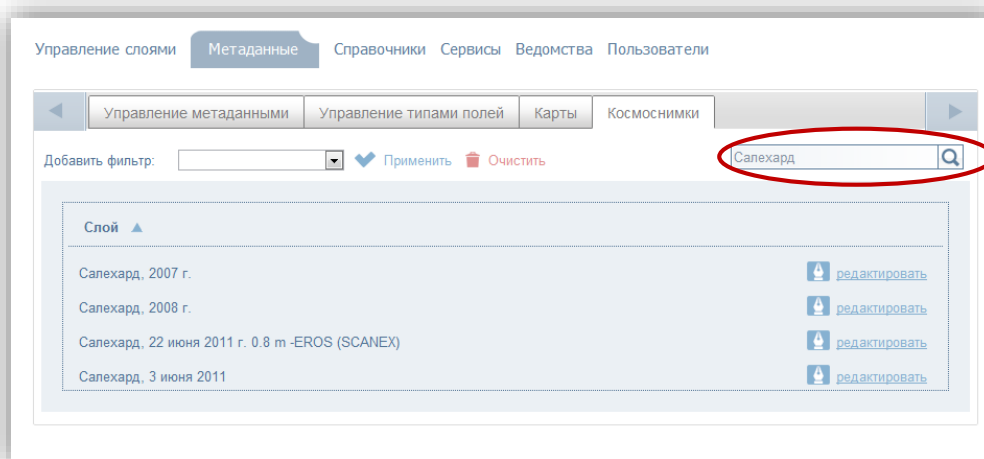 Управление слоями Метаданные Справочники Сервисы Ведомства Пользователи
Управление метаданными Управление типами полей Карты Космоснимки
Добавить фильтр: Применить Очистить Салехард
Слой
Салехард, 2007 г. редактировать
Салехард, 2008 г. редактировать
Салехард, 22 июня 2011 г. 0.8 m -EROS (SCANEX) редактировать
Салехард, 3 июня 2011 редактировать